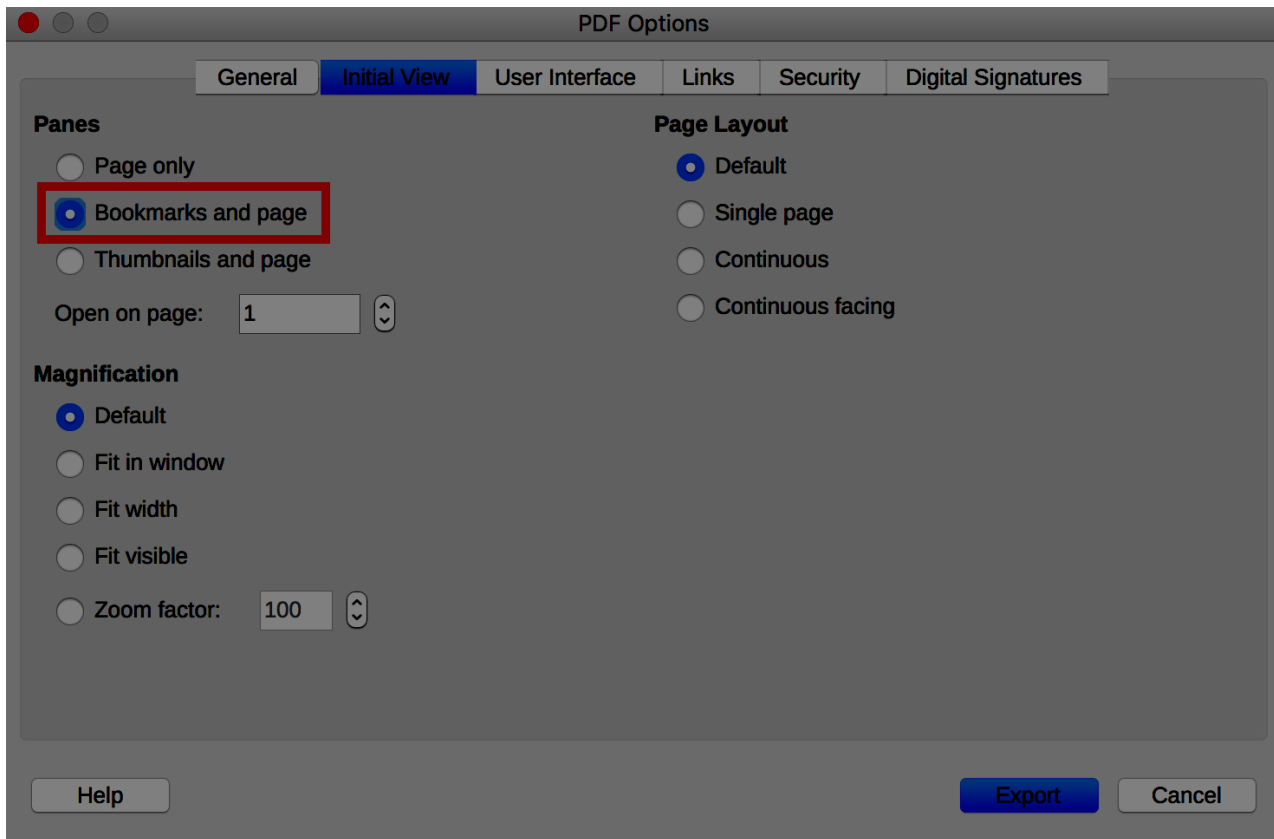 PDF Options
General Initial View User Interface Links Security Digital Signatures
Panes
Page only
Bookmarks and page
Thumbnails and page
Open on page: 1
Page Layout
Default
Single page
Continuous
Continuous facing
Magnification
Default
Fit in window
Fit width
Fit visible
Zoom factor: 100
Help Export Cancel